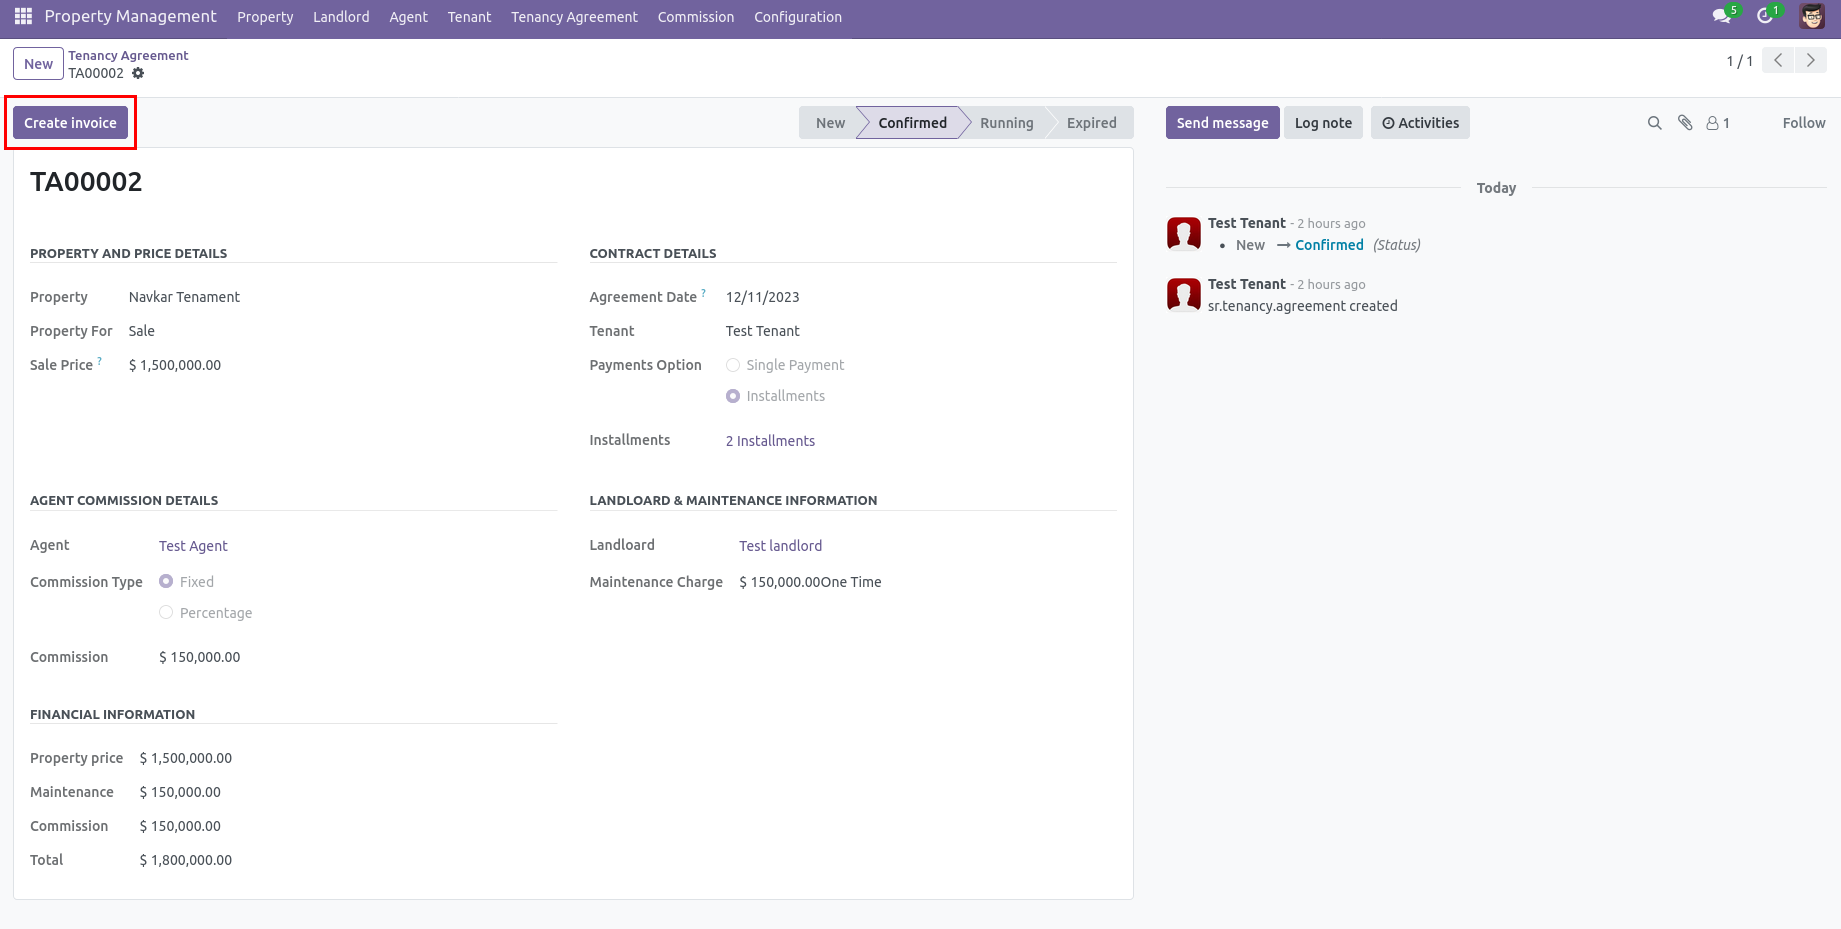 Property Management Property Landlord Agent Tenant Tenancy Agreement Commission Configuration 5 1
New Tenancy Agreement
TA00002
1 / 1
Create invoice New Confirmed Running Expired Send message Log note Activities 1 Follow
TA00002
PROPERTY AND PRICE DETAILS
Property Navkar Tenament
Property For Sale
Sale Price ? $ 1,500,000.00
CONTRACT DETAILS
Agreement Date ? 12/11/2023
Tenant Test Tenant
Payments Option Single Payment
Installments
Installments 2 Installments
AGENT COMMISSION DETAILS
Agent Test Agent
Commission Type Fixed
Percentage
Commission $ 150,000.00
LANDLOARD & MAINTENANCE INFORMATION
Landloard Test landlord
Maintenance Charge $ 150,000.00One Time
FINANCIAL INFORMATION
Property price $ 1,500,000.00
Maintenance $ 150,000.00
Commission $ 150,000.00
Total $ 1,800,000.00
Today
Test Tenant - 2 hours ago
• New → Confirmed (Status)
Test Tenant - 2 hours ago
sr.tenancy.agreement created